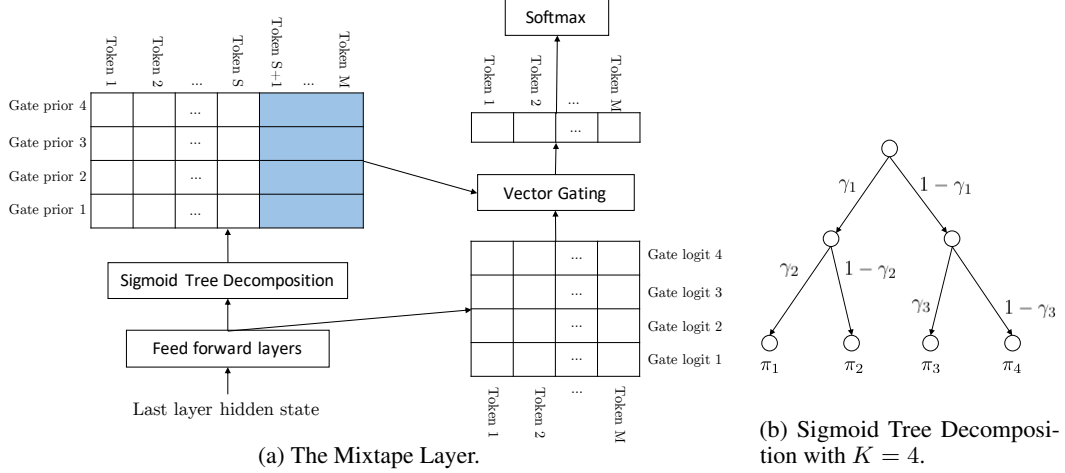 Softmax
Token 1
Token 2
...
Token S
Token S+1
...
Token M
Token 1
Token 2
...
Token M
Gate prior 4
...
Gate prior 3
...
Gate prior 2
...
Gate prior 1
...
...
Vector Gating
γ₁
1 − γ₁
Sigmoid Tree Decomposition
Feed forward layers
Last layer hidden state
... Gate logit 4
... Gate logit 3
... Gate logit 2
... Gate logit 1
Token 1
Token 2
...
Token M
γ₂
1 − γ₂
γ₃
1 − γ₃
π₁ π₂ π₃ π₄
(a) The Mixtape Layer.
(b) Sigmoid Tree Decomposi-
tion with K = 4.